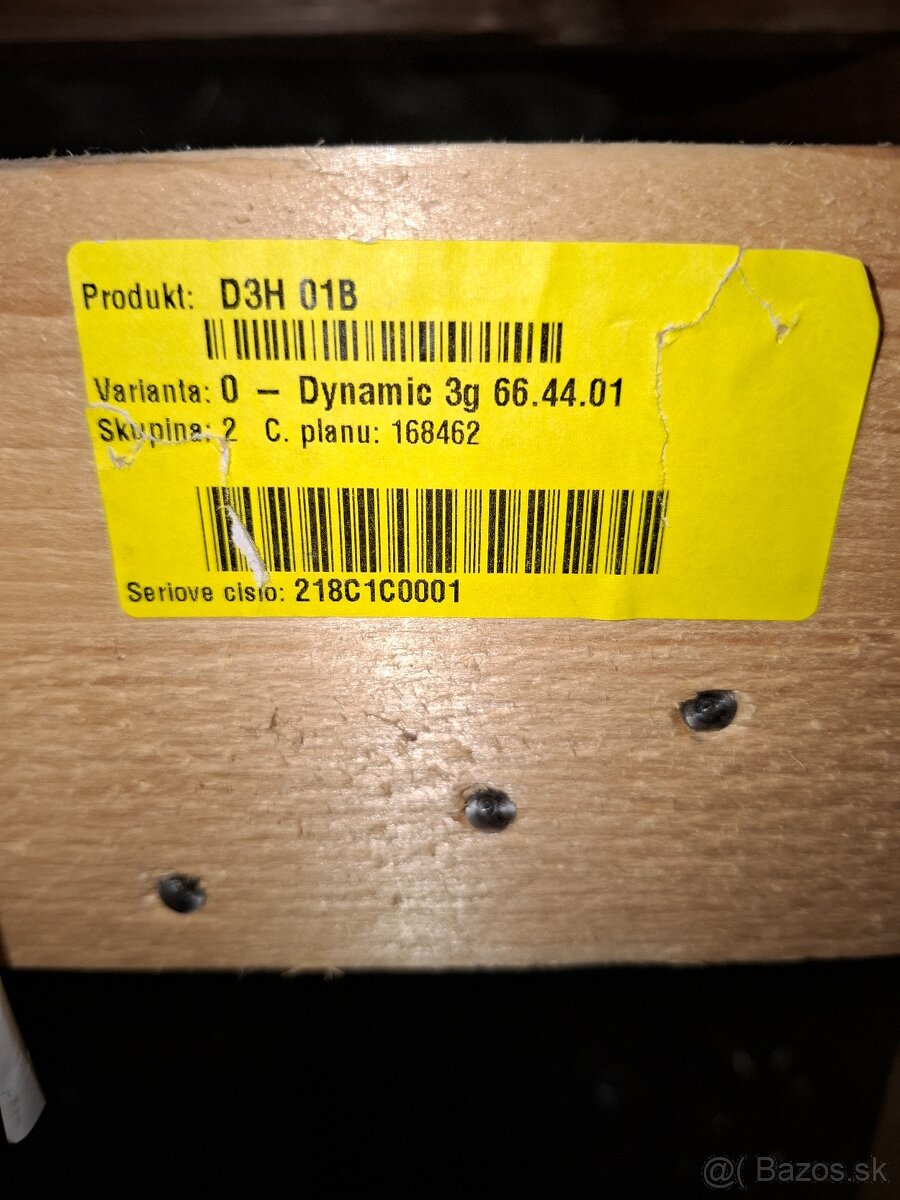 Produkt: D3H 01B
Varianta: 0 – Dynamic 3g 66.44.01
Skupina: 2 C. planu: 168462
Seriove cislo: 218C1C0001
@( Bazos.sk